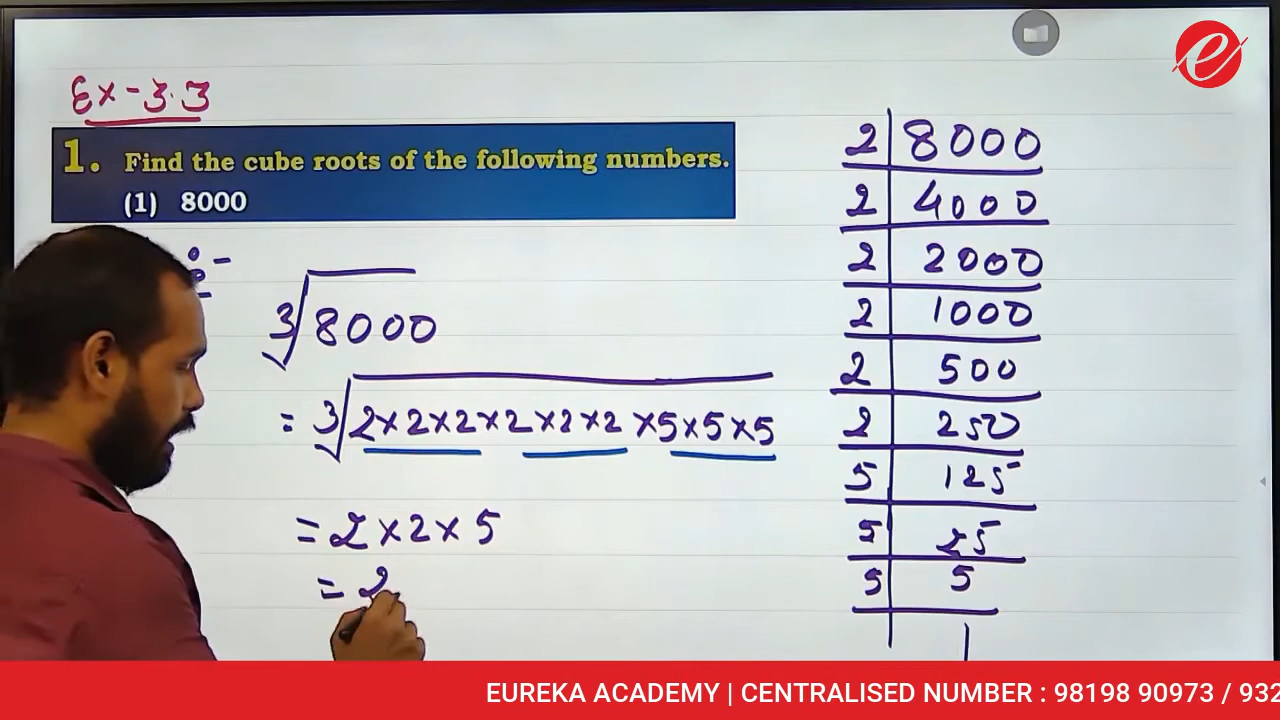 Ex - 3.3
1. Find the cube roots of the following numbers.
(1) 8000
∛8000
= ∛2×2×2×2×2×2×5×5×5
= 2×2×5
= 2
2 | 8000
2 | 4000
2 | 2000
2 | 1000
2 | 500
2 | 250
5 | 125
5 | 25
5 | 5
1
e
EUREKA ACADEMY | CENTRALISED NUMBER : 98198 90973 / 932